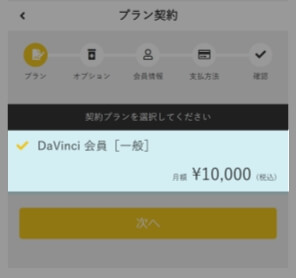 プラン契約
プラン オプション 会員情報 支払方法 確認
契約プランを選択してください
DaVinci 会員［一般］
月額 ¥10,000 (税込)
次へ